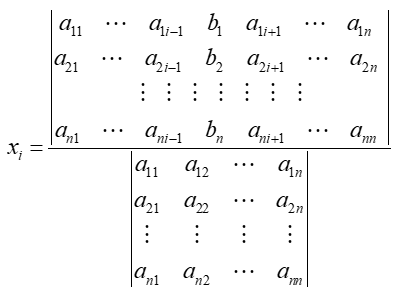 a₁₁ ⋯ a₁ᵢ₋₁ b₁ a₁ᵢ₊₁ ⋯ a₁ₙ
a₂₁ ⋯ a₂ᵢ₋₁ b₂ a₂ᵢ₊₁ ⋯ a₂ₙ
⋮ ⋮ ⋮ ⋮ ⋮ ⋮ ⋮
aₙ₁ ⋯ aₙᵢ₋₁ bₙ aₙᵢ₊₁ ⋯ aₙₙ
xᵢ =
a₁₁ a₁₂ ⋯ a₁ₙ
a₂₁ a₂₂ ⋯ a₂ₙ
⋮ ⋮ ⋮ ⋮
aₙ₁ aₙ₂ ⋯ aₙₙ